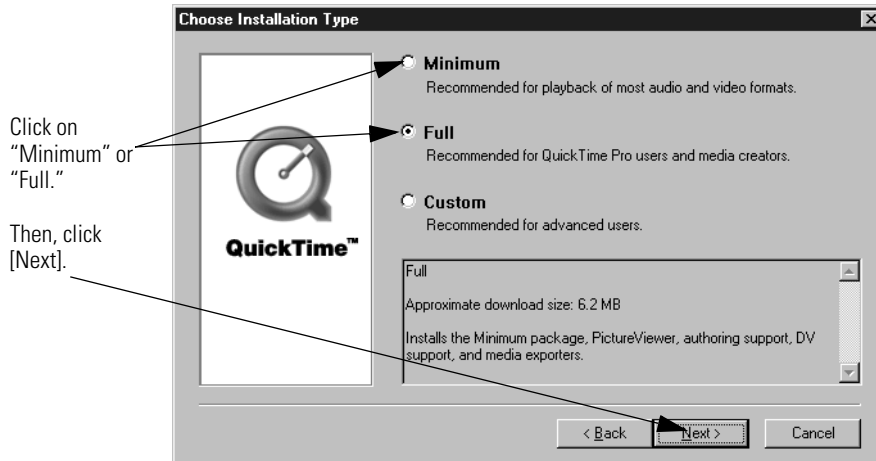 Choose Installation Type
Click on
“Minimum” or
“Full.”
Then, click
[Next].
QuickTime™
Minimum
Recommended for playback of most audio and video formats.
Full
Recommended for QuickTime Pro users and media creators.
Custom
Recommended for advanced users.
Full
Approximate download size: 6.2 MB
Installs the Minimum package, PictureViewer, authoring support, DV
support, and media exporters.
< Back
Next >
Cancel